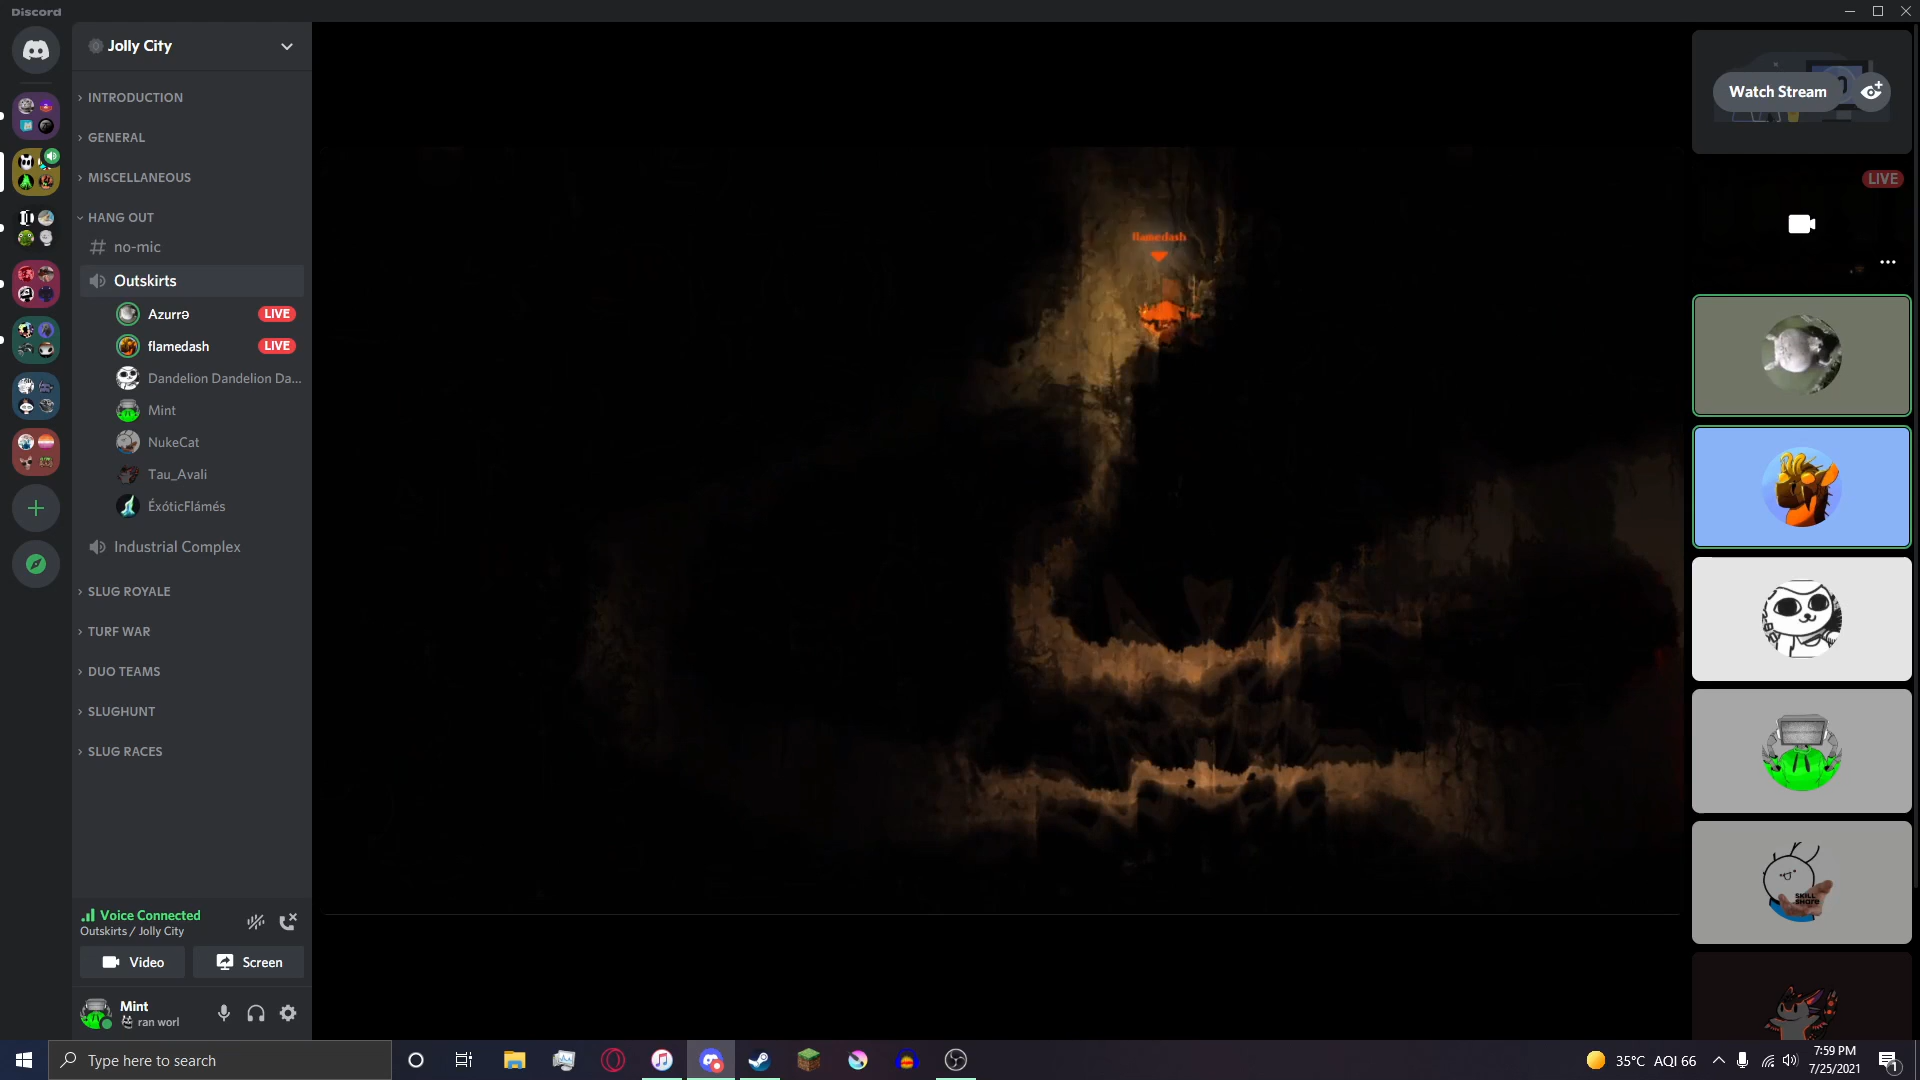 Discord
Jolly City
INTRODUCTION
GENERAL
MISCELLANEOUS
HANG OUT
no-mic
Outskirts
Azurrə LIVE
flamedash LIVE
Dandelion Dandelion Da...
Mint
NukeCat
Tau_Avali
ÉxóticFlámés
Industrial Complex
SLUG ROYALE
TURF WAR
DUO TEAMS
SLUGHUNT
SLUG RACES
Voice Connected
Outskirts / Jolly City
Video
Screen
Mint
ran worl
flamedash
Watch Stream
LIVE
SKILL
SHARE
Type here to search
35°C AQI 66
7:59 PM
7/25/2021
1